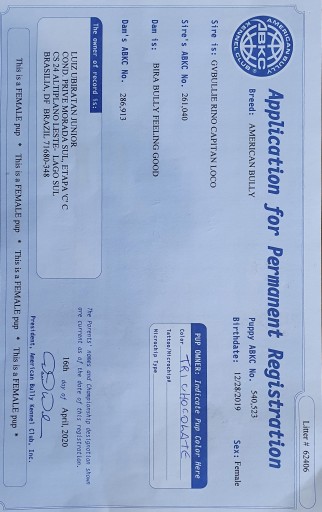 Litter # 62406
AMERICAN BULLY
KENNEL CLUB, INC.
ABKC
Application for Permanent Registration
Breed: AMERICAN BULLY
Puppy ABKC No. 540,523
Birthdate: 12/28/2019 Sex: Female
Sire is: GVBULLIE RINO CAPITAN LOCO
Sire's ABKC No. 261,040
Dam is: BIRA BULLY FEELING GOOD
Dam's ABKC No. 286,913
PUP OWNER: Indicate Pup Color Here
Color TRI CHOCOLATE
Tattoo/Microchip#
Microchip Type
The owner of record is:
LUIZ UBIRATAN JUNIOR
COND. PRIVE MORADA SUL, ETAPA 'C' C
CS 24 ALTIPLANO LESTE- LAGO SUL
BRASILIA, DF BRAZIL 71680-348
The Parents' names and Championship designation shown
are current as of the date of this registration.
16th day of April, 2020
President, American Bully Kennel Club, Inc.
This is a FEMALE pup * This is a FEMALE pup * This is a FEMALE pup * This is a FEMALE pup *